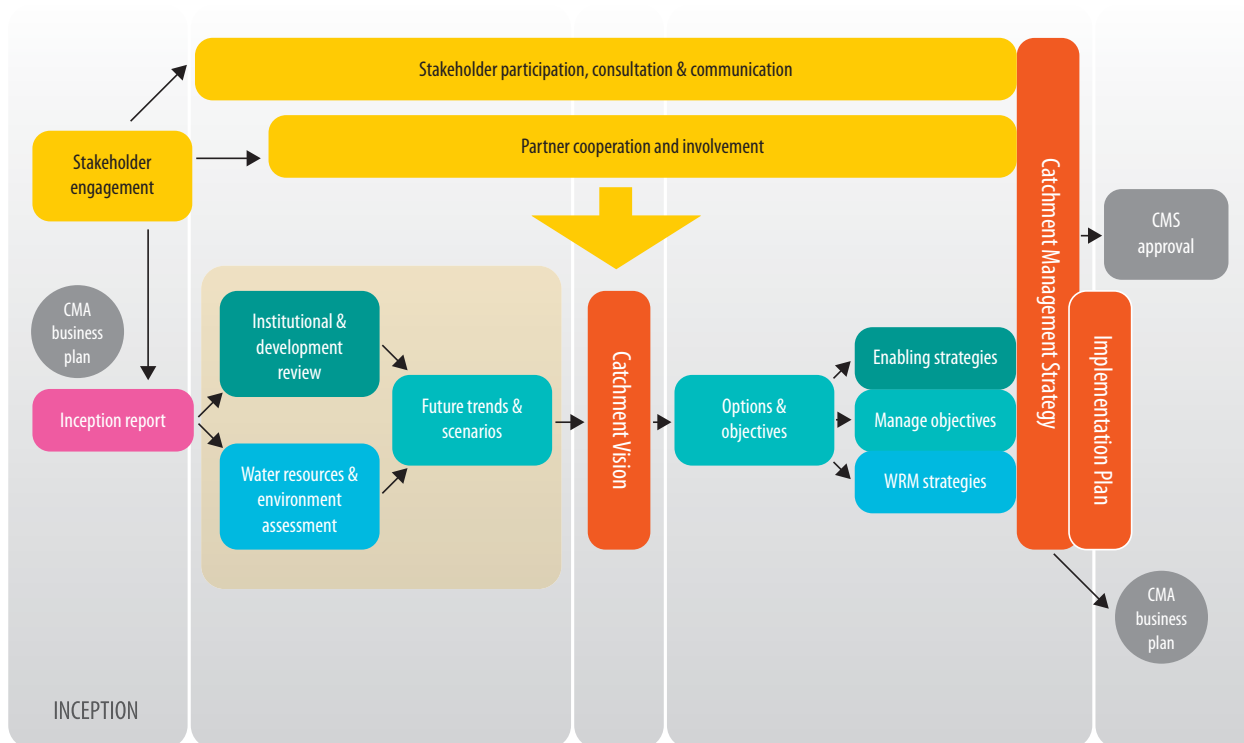 Stakeholder participation, consultation & communication
Partner cooperation and involvement
Stakeholder
engagement
CMA
business
plan
Inception report
Institutional &
development
review
Water resources &
environment
assessment
Future trends &
scenarios
Catchment Vision
Options &
objectives
Enabling strategies
Manage objectives
WRM strategies
Catchment Management Strategy
Implementation Plan
CMS
approval
CMA
business
plan
INCEPTION